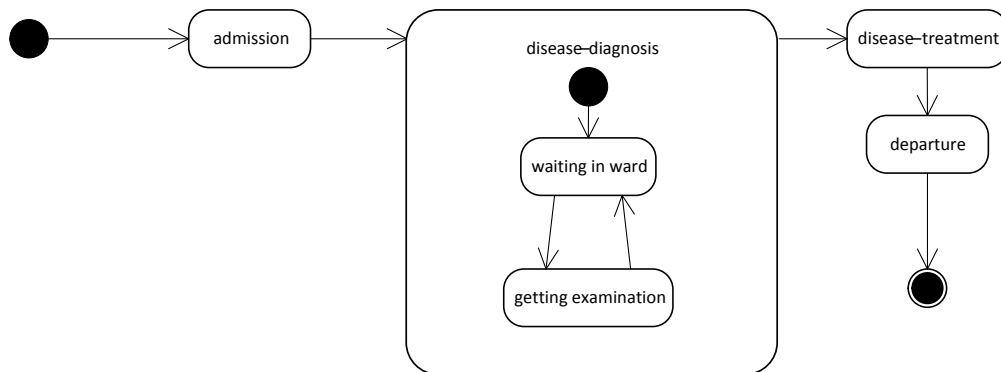 admission
disease–diagnosis
waiting in ward
getting examination
disease–treatment
departure